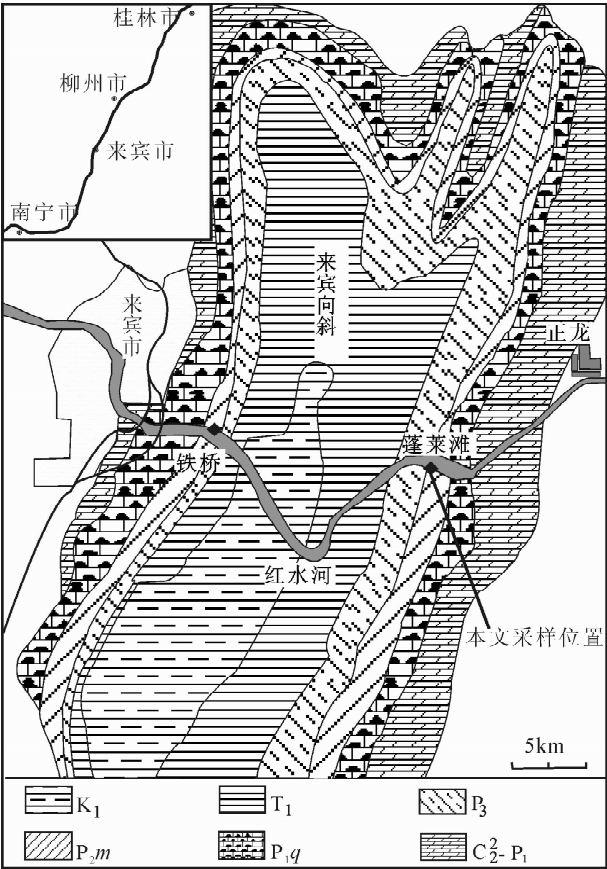 桂林市
柳州市
来宾市
南宁市
来宾市
来宾向斜
正龙
铁桥
蓬莱滩
红水河
本文采样位置
5km
K₁
T₁
P₃
P₂m
P₁q
C₂²-P₁